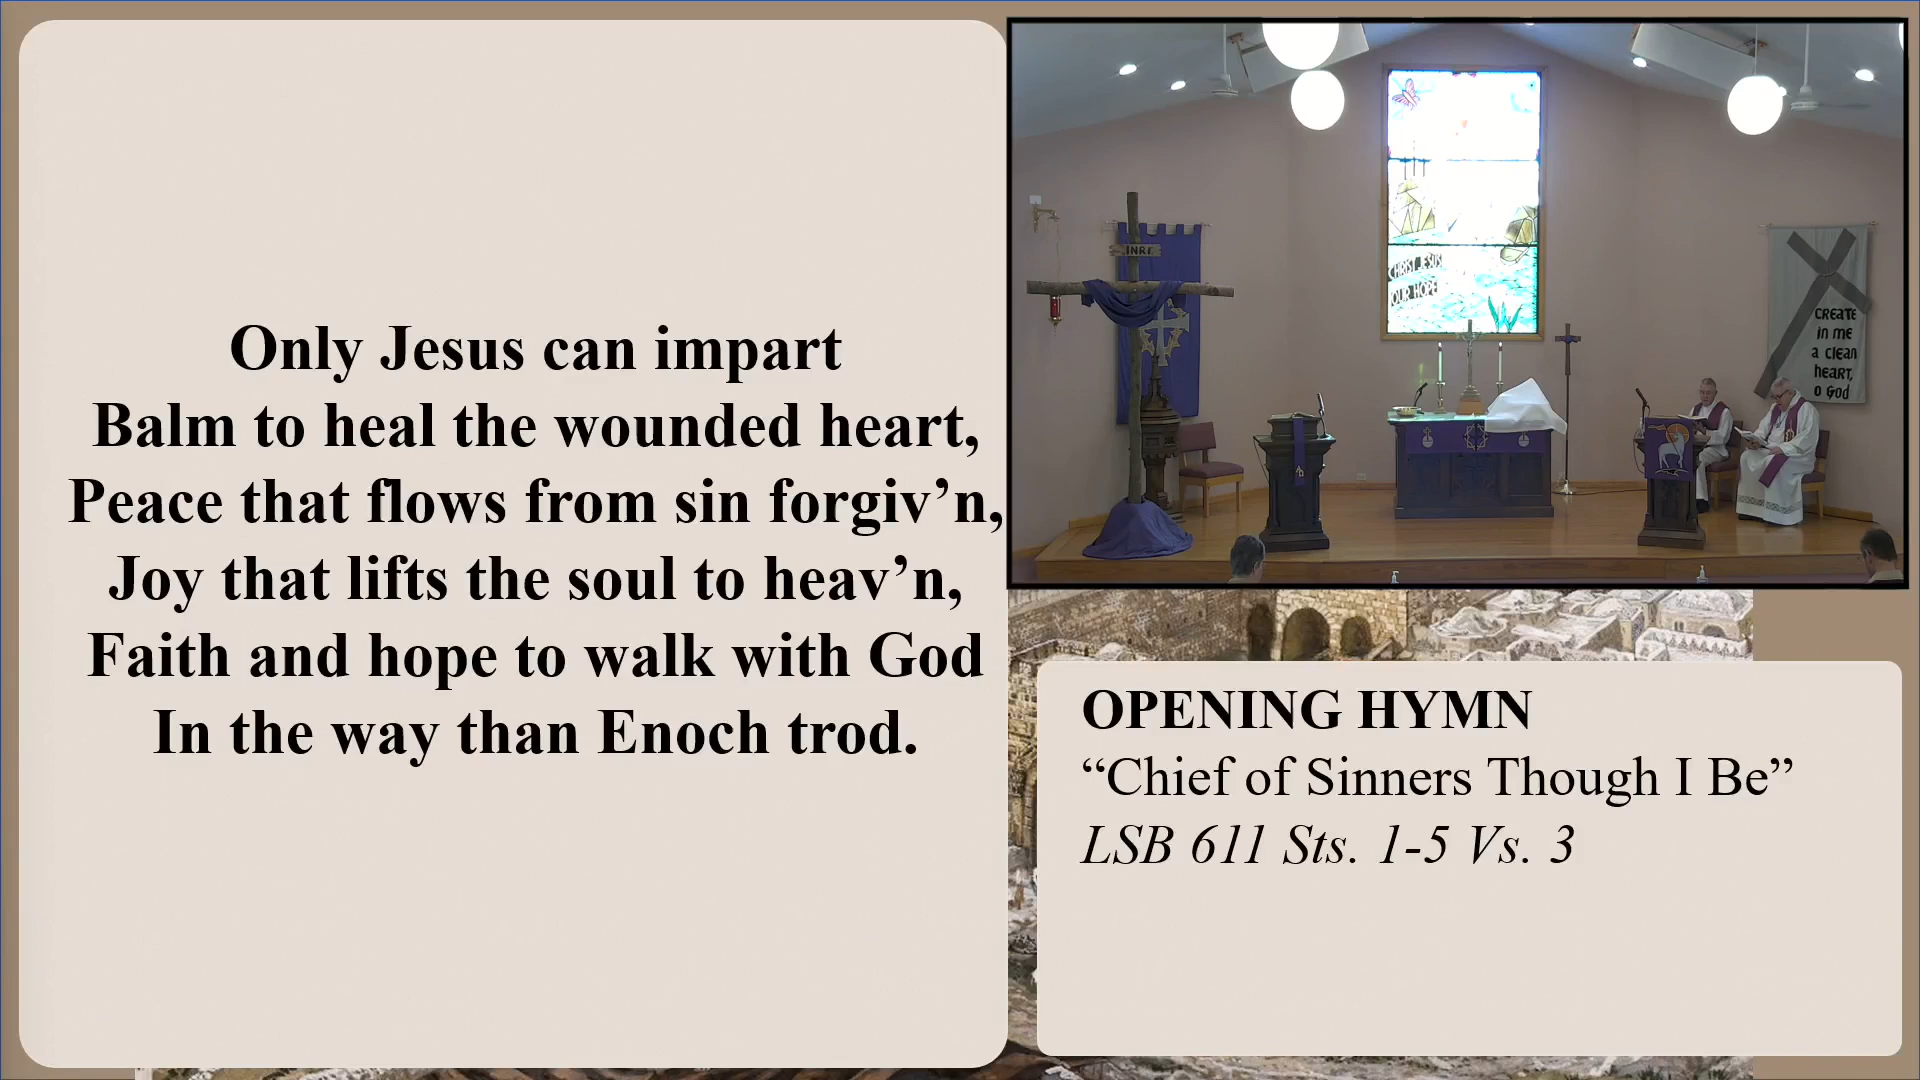 Only Jesus can impart
Balm to heal the wounded heart,
Peace that flows from sin forgiv’n,
Joy that lifts the soul to heav’n,
Faith and hope to walk with God
In the way than Enoch trod.
INRI
CHRIST JESUS
OUR HOPE
CREATE
in me
a clean
heart,
o God
OPENING HYMN
“Chief of Sinners Though I Be”
LSB 611 Sts. 1-5 Vs. 3